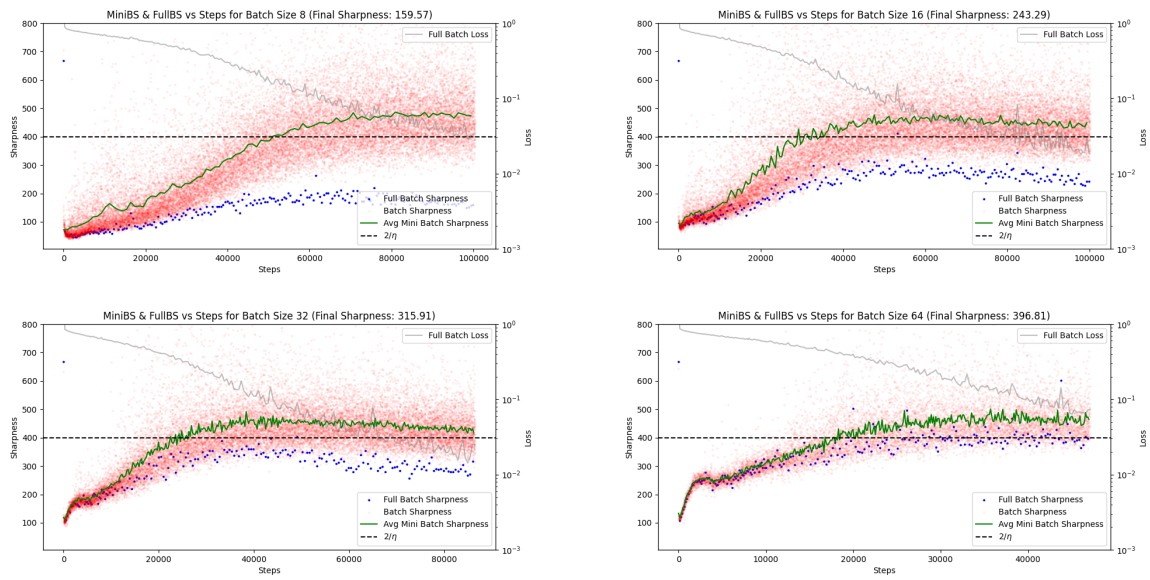 MiniBS & FullBS vs Steps for Batch Size 8 (Final Sharpness: 159.57)
800
700
600
500
400
300
200
100
Sharpness
10⁰
10⁻¹
10⁻²
10⁻³
Loss
Full Batch Loss
Full Batch Sharpness
Batch Sharpness
Avg Mini Batch Sharpness
2/η
0 20000 40000 60000 80000 100000
Steps
MiniBS & FullBS vs Steps for Batch Size 16 (Final Sharpness: 243.29)
800
700
600
500
400
300
200
100
Sharpness
10⁰
10⁻¹
10⁻²
10⁻³
Loss
Full Batch Loss
Full Batch Sharpness
Batch Sharpness
Avg Mini Batch Sharpness
2/η
0 20000 40000 60000 80000 100000
Steps
MiniBS & FullBS vs Steps for Batch Size 32 (Final Sharpness: 315.91)
800
700
600
500
400
300
200
100
Sharpness
10⁰
10⁻¹
10⁻²
10⁻³
Loss
Full Batch Loss
Full Batch Sharpness
Batch Sharpness
Avg Mini Batch Sharpness
2/η
0 20000 40000 60000 80000
Steps
MiniBS & FullBS vs Steps for Batch Size 64 (Final Sharpness: 396.81)
800
700
600
500
400
300
200
100
Sharpness
10⁰
10⁻¹
10⁻²
10⁻³
Loss
Full Batch Loss
Full Batch Sharpness
Batch Sharpness
Avg Mini Batch Sharpness
2/η
0 10000 20000 30000 40000
Steps